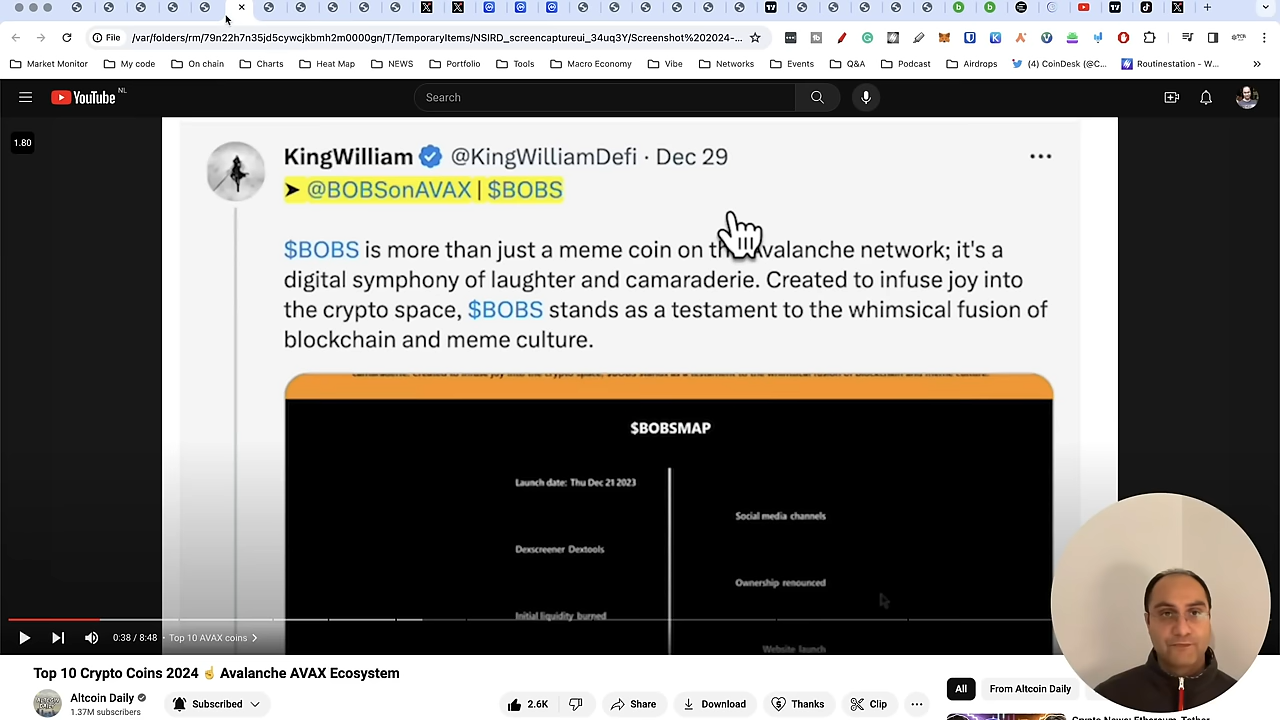 File
/var/folders/rm/79n22h7n35jd5cywcjkbmh2m0000gn/T/TemporaryItems/NSIRD_screencaptureui_34uq3Y/Screenshot%202024-...
Market Monitor
My code
On chain
Charts
Heat Map
NEWS
Portfolio
Tools
Macro Economy
Vibe
Networks
Events
Q&A
Podcast
Airdrops
(4) CoinDesk (@C...
Routinestation - W...
YouTube NL
Search
1.80
KingWilliam @KingWilliamDefi · Dec 29
➤ @BOBSonAVAX | $BOBS
$BOBS is more than just a meme coin on the Avalanche network; it's a
digital symphony of laughter and camaraderie. Created to infuse joy into
the crypto space, $BOBS stands as a testament to the whimsical fusion of
blockchain and meme culture.
$BOBSMAP
Launch date: Thu Dec 21 2023
Social media channels
Dexscreener Dextools
Ownership renounced
Initial liquidity burned
Website launch
0:38 / 8:48 · Top 10 AVAX coins
Top 10 Crypto Coins 2024 ☝ Avalanche AVAX Ecosystem
Altcoin Daily
1.37M subscribers
Subscribed
2.6K
Share
Download
Thanks
Clip
All
From Altcoin Daily